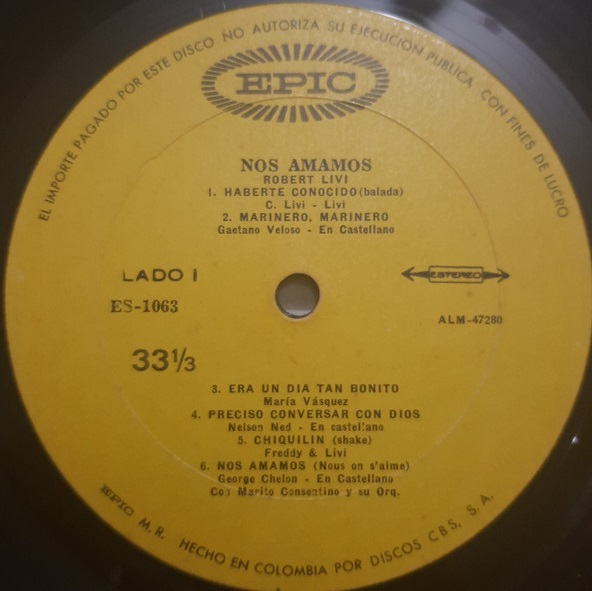 EL IMPORTE PAGADO POR ESTE DISCO NO AUTORIZA SU EJECUCION PUBLICA CON FINES DE LUCRO
EPIC
NOS AMAMOS
ROBERT LIVI
1. HABERTE CONOCIDO (balada)
C. Livi - Livi
2. MARINERO, MARINERO
Gaetano Veloso - En Castellano
LADO I
ESTEREO
ES-1063
ALM-47280
33 1/3
3. ERA UN DIA TAN BONITO
María Vásquez
4. PRECISO CONVERSAR CON DIOS
Nelson Ned - En castellano
5. CHIQUILIN (shake)
Freddy & Livi
6. NOS AMAMOS (Nous on s'aime)
George Chelon - En Castellano
Con Marito Consentino y su Orq.
EPIC M.R. HECHO EN COLOMBIA POR DISCOS CBS, S.A.